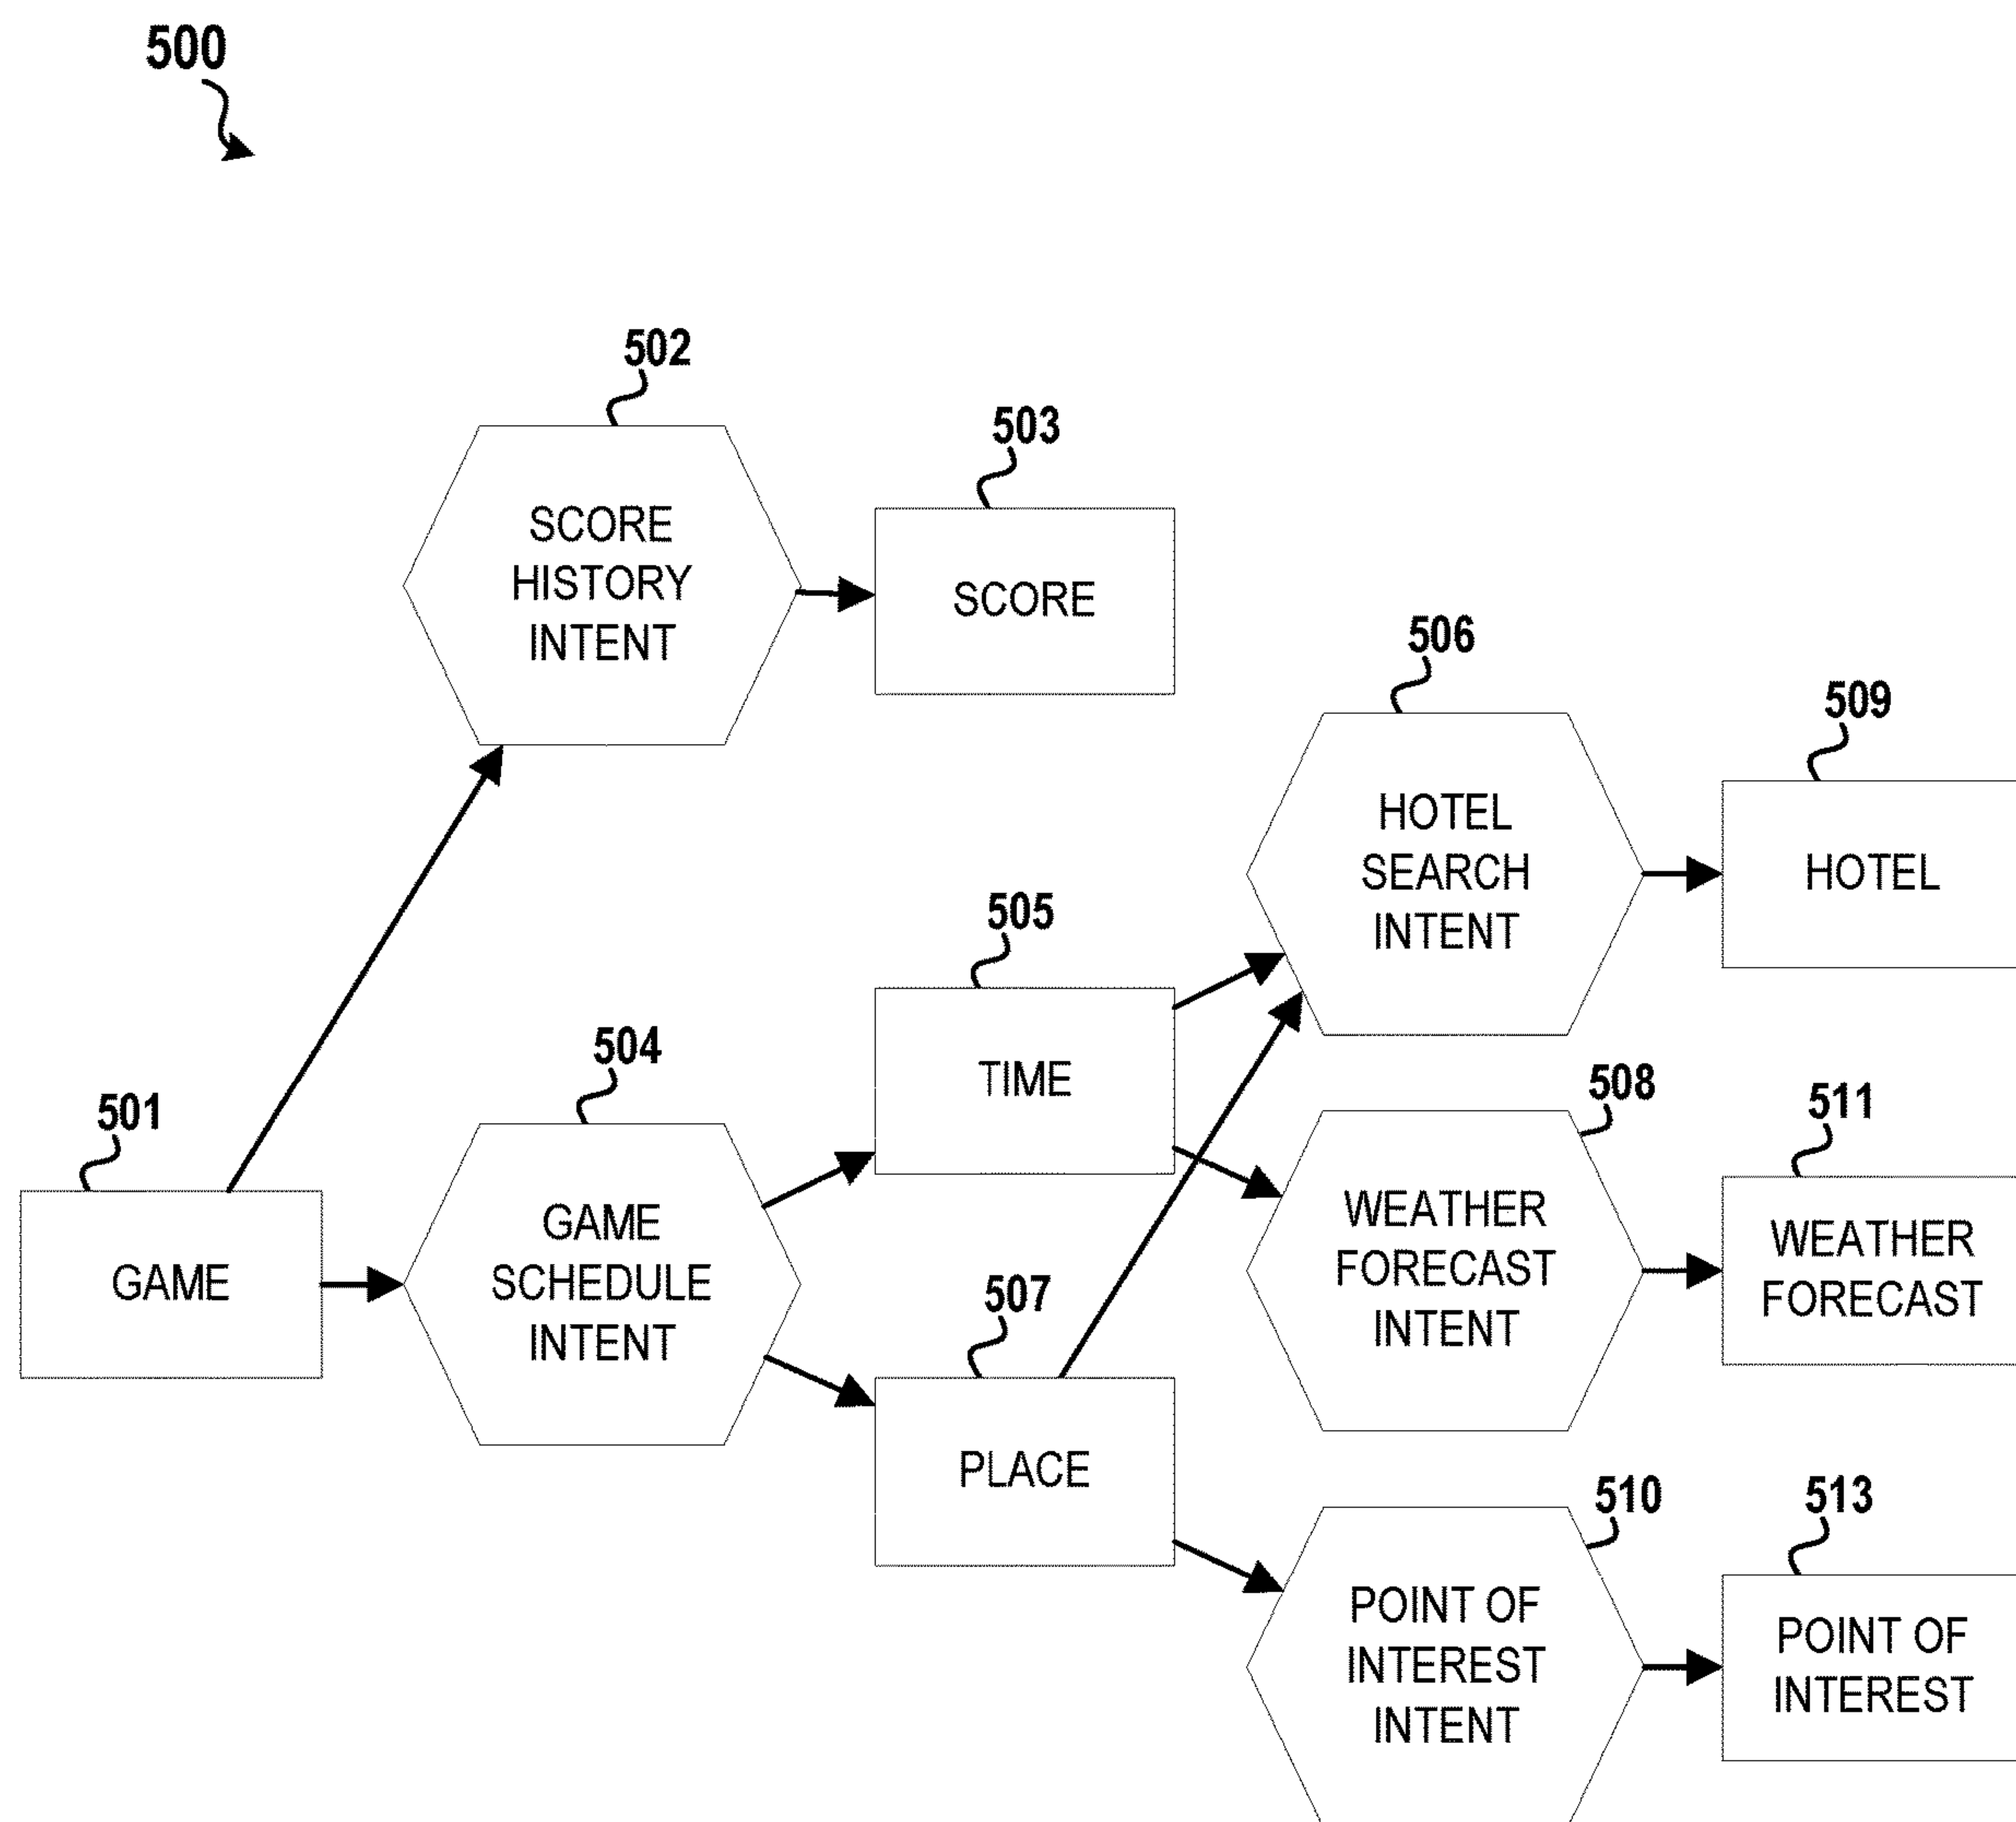 500
502
SCORE
HISTORY
INTENT
503
SCORE
506
HOTEL
SEARCH
INTENT
509
HOTEL
505
TIME
504
GAME
SCHEDULE
INTENT
501
GAME
508
WEATHER
FORECAST
INTENT
511
WEATHER
FORECAST
507
PLACE
510
POINT OF
INTEREST
INTENT
513
POINT OF
INTEREST